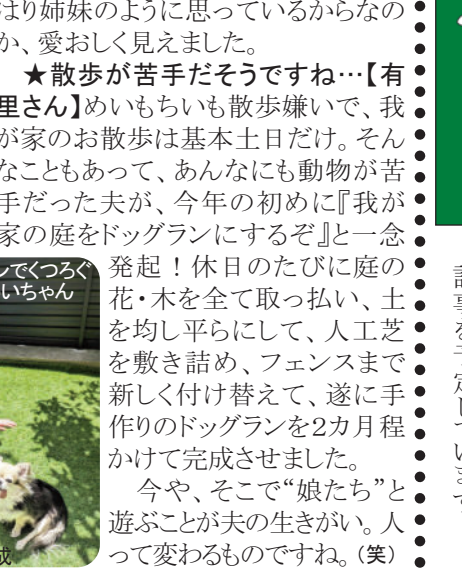 はり姉妹のように思っているからなの
か、愛おしく見えました。
★散歩が苦手だそうですね…【有
里さん】めいもちいも散歩嫌いで、我
が家のお散歩は基本土日だけ。そん
なこともあって、あんなにも動物が苦
手だった夫が、今年の初めに『我が
家の庭をドッグランにするぞ』と一念
発起！休日のたびに庭の
花・木を全て取っ払い、土
を均し平らにして、人工芝
を敷き詰め、フェンスまで
新しく付け替えて、遂に手
作りのドッグランを2カ月程
かけて完成させました。
今や、そこで“娘たち”と
遊ぶことが夫の生きがい。人
って変わるものですね。（笑）
ンでくつろぐ
いちゃん
成
事を予定しています